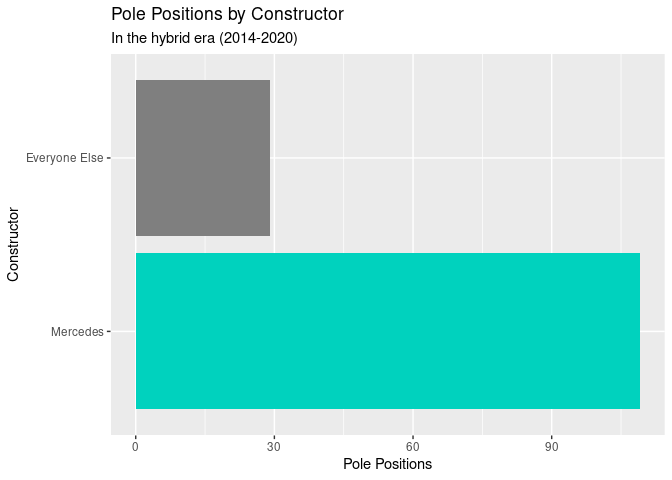 Pole Positions by Constructor
In the hybrid era (2014-2020)
Constructor
Everyone Else
Mercedes
0 30 60 90
Pole Positions